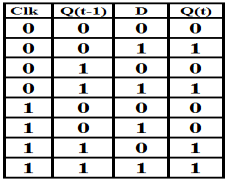 Clk Q(t-1) D Q(t)
0 0 0 0
0 0 1 1
0 1 0 0
0 1 1 1
1 0 0 0
1 0 1 0
1 1 0 1
1 1 1 1